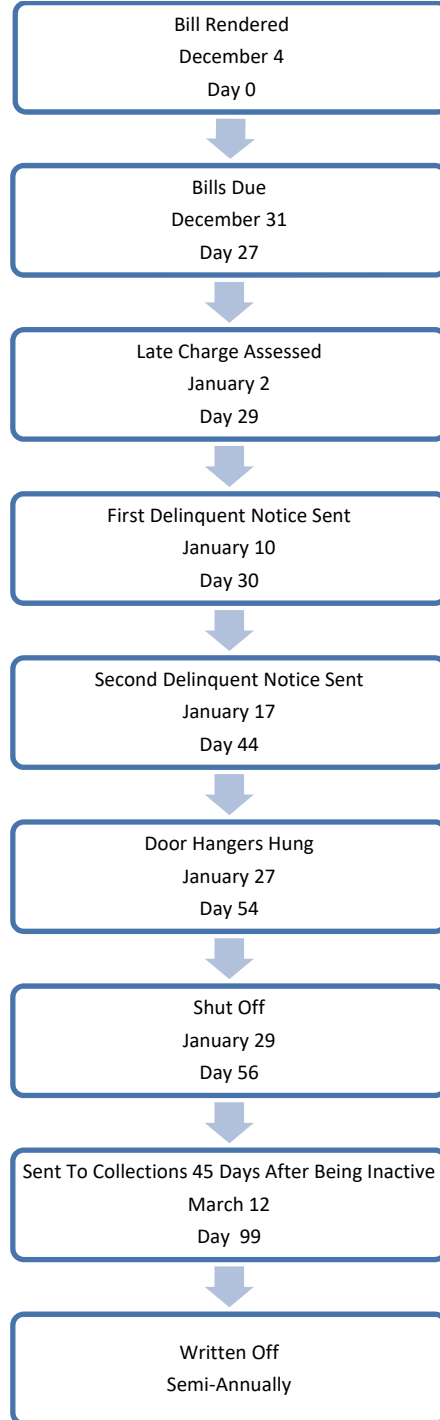 Bill Rendered
December 4
Day 0
Bills Due
December 31
Day 27
Late Charge Assessed
January 2
Day 29
First Delinquent Notice Sent
January 10
Day 30
Second Delinquent Notice Sent
January 17
Day 44
Door Hangers Hung
January 27
Day 54
Shut Off
January 29
Day 56
Sent To Collections 45 Days After Being Inactive
March 12
Day 99
Written Off
Semi-Annually